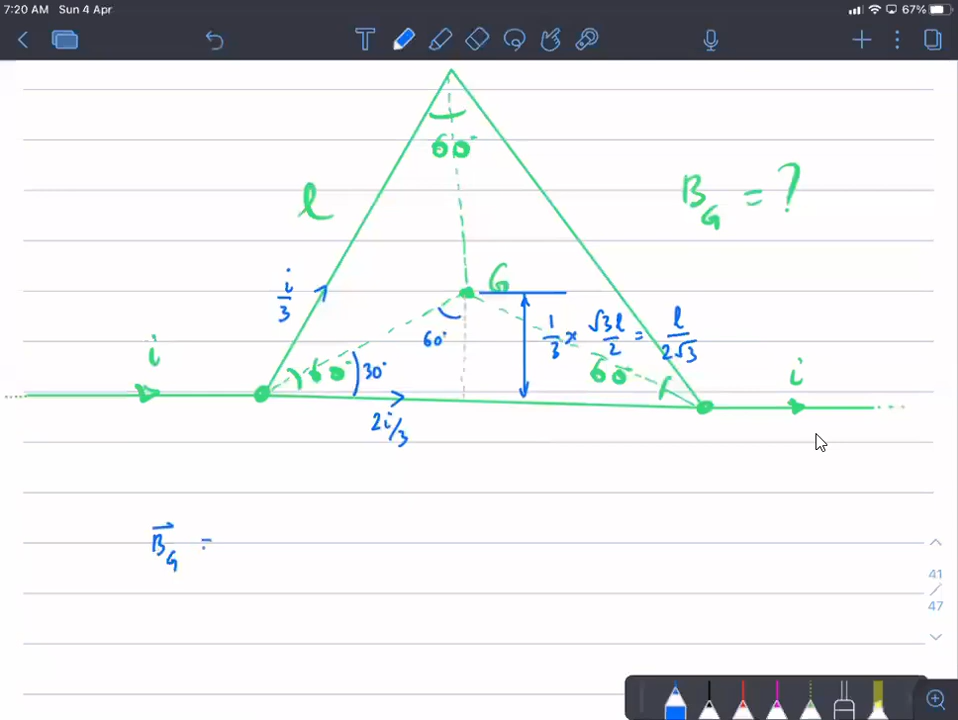 7:20 AM Sun 4 Apr
67%
T
60°
l
B_G = ?
G
i/3
60°
1/3 × √3l/2 = l/2√3
i
60°
30°
60°
i
2i/3
B⃗_G =
41
/
47